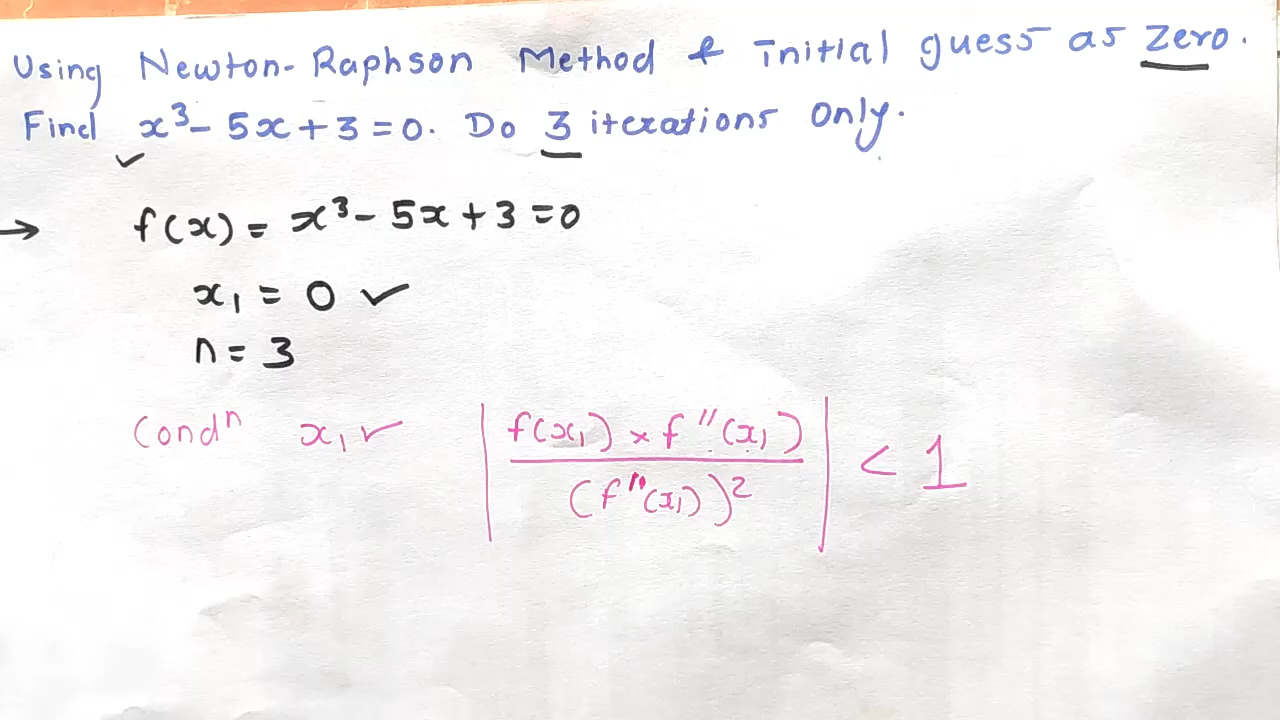 Using Newton-Raphson Method & Initial guess as zero.
Find x³ - 5x + 3 = 0. Do 3 iterations only.
→ f(x) = x³ - 5x + 3 = 0
x₁ = 0 ✓
n = 3
Condⁿ x₁ ✓ | f(x₁) × f''(x₁) / (f''(x₁))² | < 1